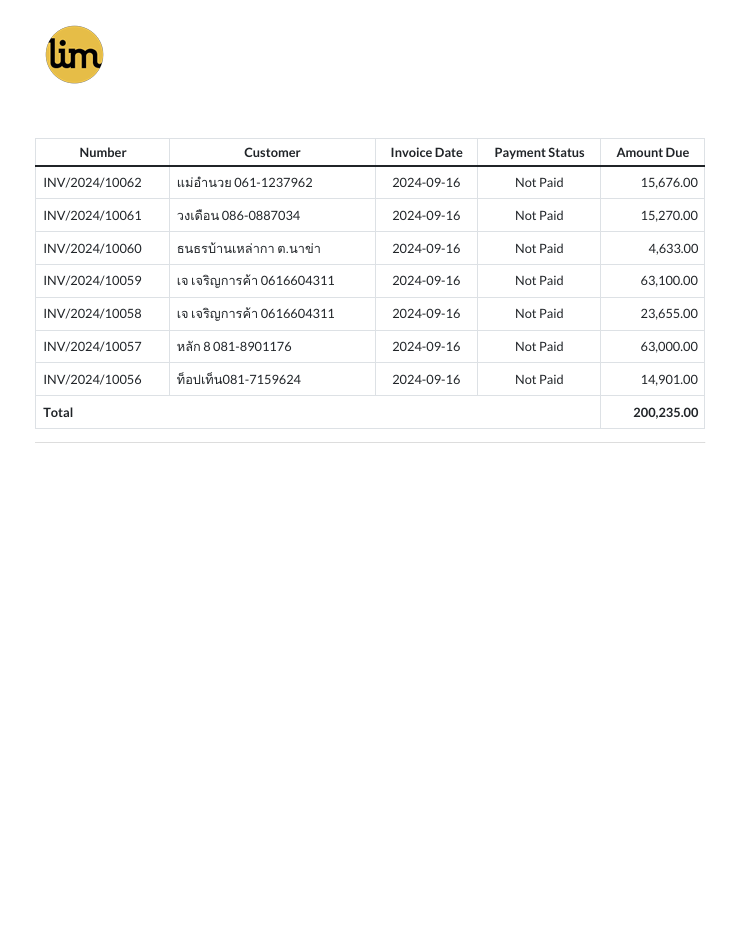 lim
Number Customer Invoice Date Payment Status Amount Due
INV/2024/10062 แม่อำนวย 061-1237962 2024-09-16 Not Paid 15,676.00
INV/2024/10061 วงเดือน 086-0887034 2024-09-16 Not Paid 15,270.00
INV/2024/10060 ธนธรบ้านเหล่ากา ต.นาข่า 2024-09-16 Not Paid 4,633.00
INV/2024/10059 เจ เจริญการค้า 0616604311 2024-09-16 Not Paid 63,100.00
INV/2024/10058 เจ เจริญการค้า 0616604311 2024-09-16 Not Paid 23,655.00
INV/2024/10057 หลัก 8 081-8901176 2024-09-16 Not Paid 63,000.00
INV/2024/10056 ท็อปเท็น081-7159624 2024-09-16 Not Paid 14,901.00
Total 200,235.00